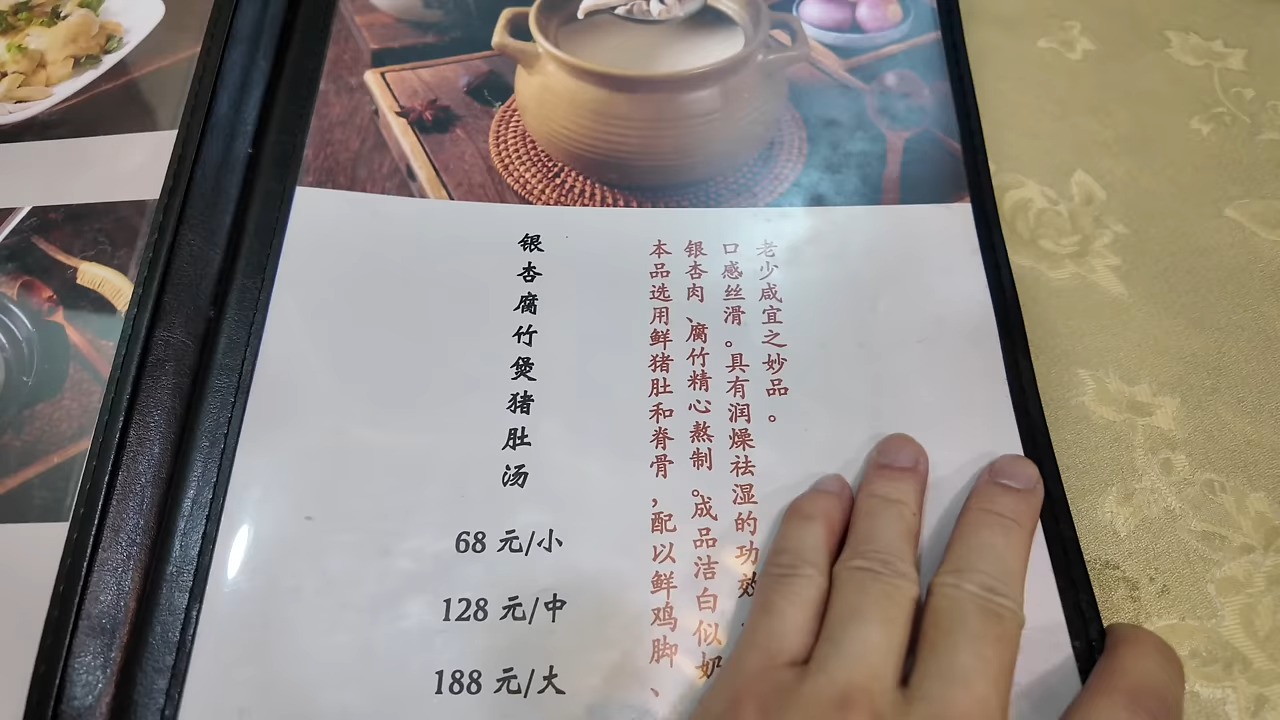 银杏腐竹煲猪肚汤
68 元/小
128 元/中
188 元/大
本品选用鲜猪肚和脊骨，配以鲜鸡脚、
银杏肉、腐竹精心熬制。成品洁白似奶
口感丝滑。具有润燥祛湿的功效
老少咸宜之妙品。